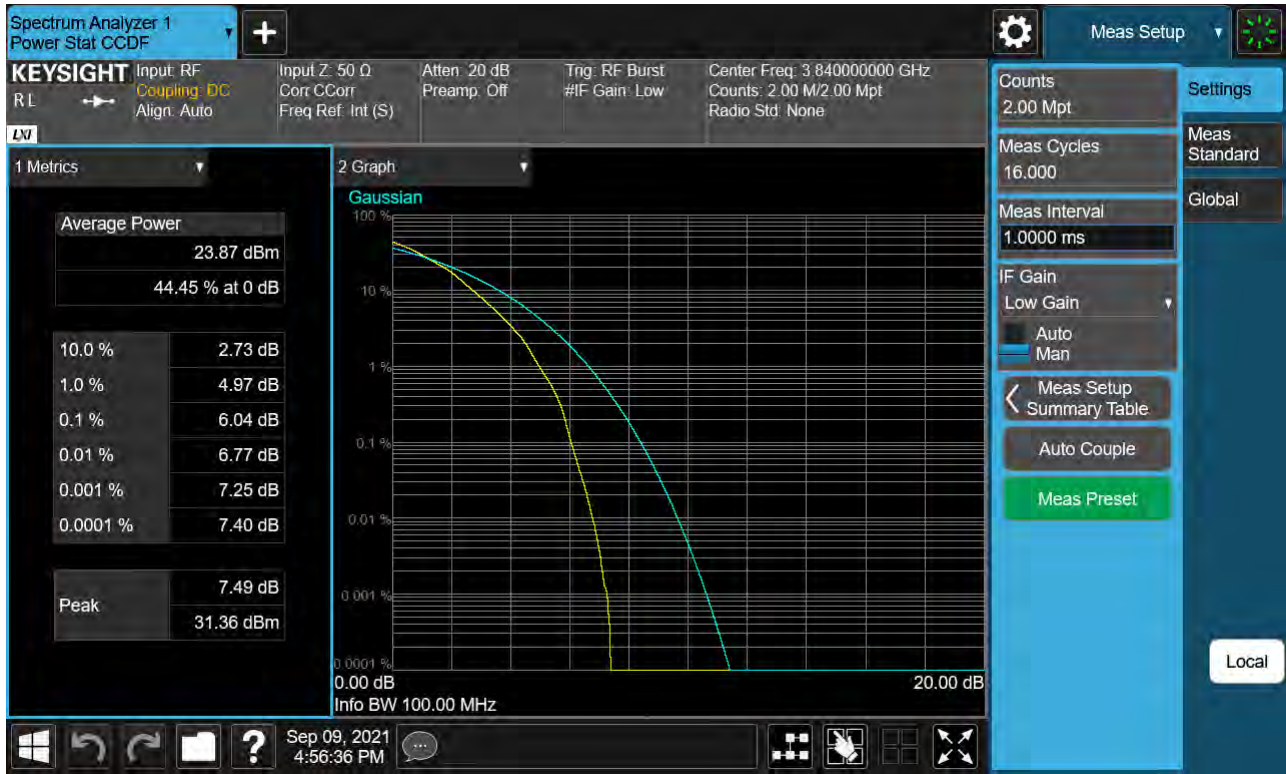 Spectrum Analyzer 1
Power Stat CCDF
Meas Setup
KEYSIGHT
RL
LXI
Input: RF
Coupling: DC
Align: Auto
Input Z: 50 Ω
Corr CCorr
Freq Ref: Int (S)
Atten: 20 dB
Preamp: Off
Trig: RF Burst
#IF Gain: Low
Center Freq: 3.840000000 GHz
Counts: 2.00 M/2.00 Mpt
Radio Std: None
1 Metrics
Average Power
23.87 dBm
44.45 % at 0 dB
10.0 % 2.73 dB
1.0 % 4.97 dB
0.1 % 6.04 dB
0.01 % 6.77 dB
0.001 % 7.25 dB
0.0001 % 7.40 dB
Peak
7.49 dB
31.36 dBm
2 Graph
Gaussian
100 %
10 %
1 %
0.1 %
0.01 %
0.001 %
0.0001 %
0.00 dB
20.00 dB
Info BW 100.00 MHz
Counts
2.00 Mpt
Meas Cycles
16.000
Meas Interval
1.0000 ms
IF Gain
Low Gain
Auto
Man
Meas Setup
Summary Table
Auto Couple
Meas Preset
Settings
Meas
Standard
Global
Local
?
Sep 09, 2021
4:56:36 PM